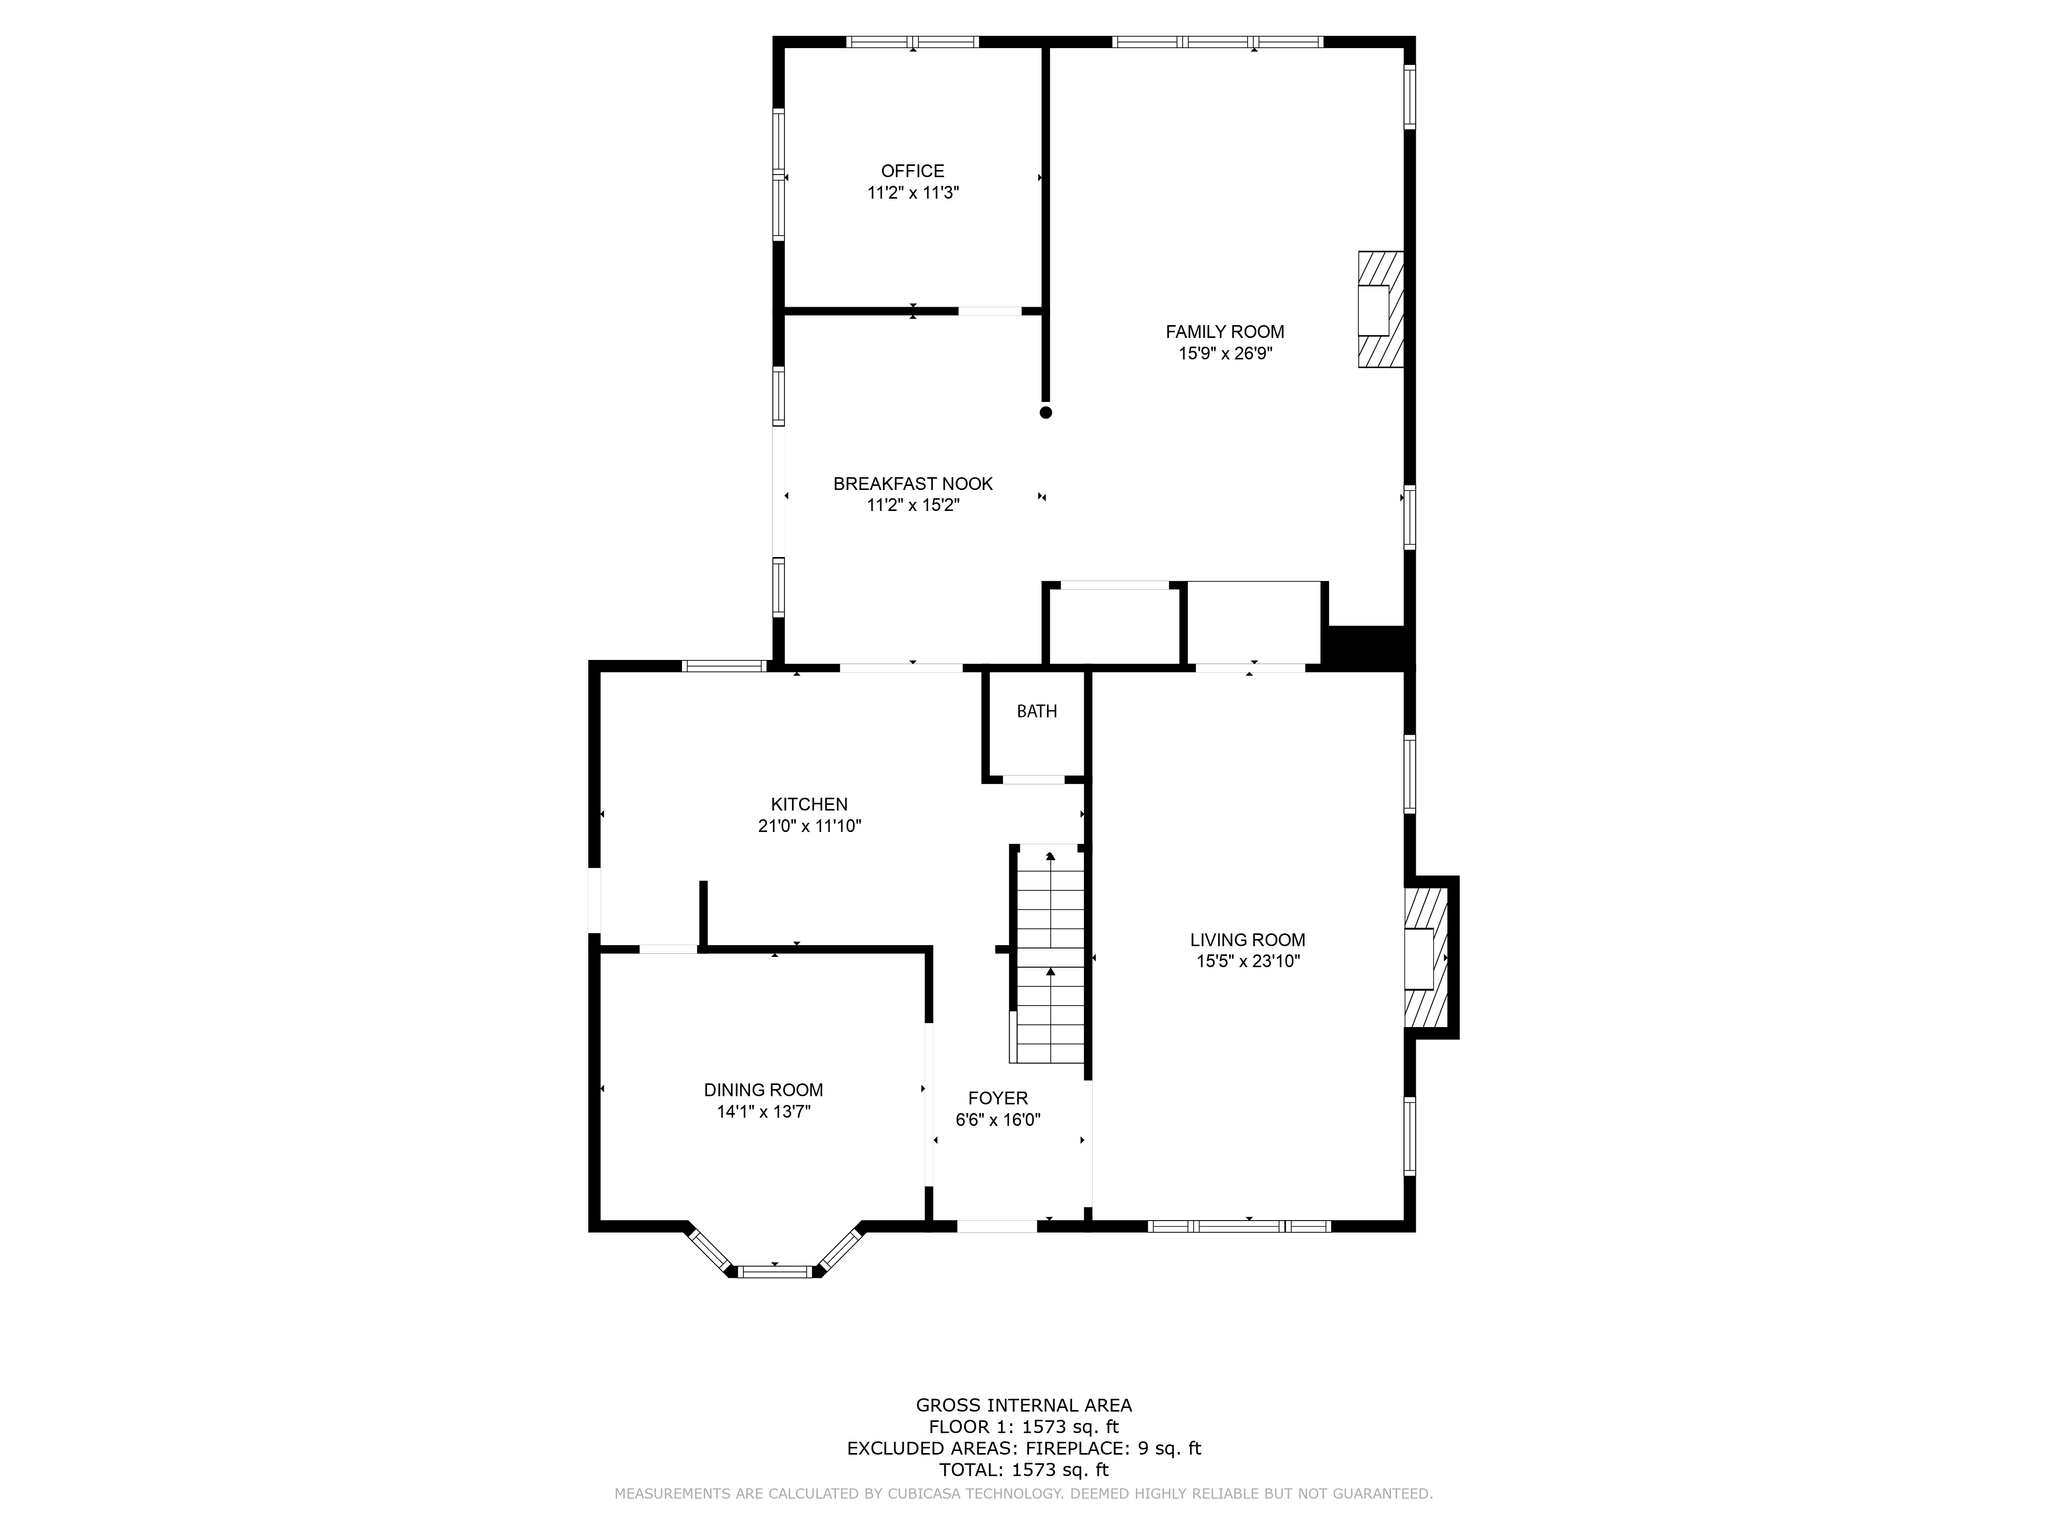 OFFICE
11'2" x 11'3"
FAMILY ROOM
15'9" x 26'9"
BREAKFAST NOOK
11'2" x 15'2"
BATH
KITCHEN
21'0" x 11'10"
LIVING ROOM
15'5" x 23'10"
DINING ROOM
14'1" x 13'7"
FOYER
6'6" x 16'0"
GROSS INTERNAL AREA
FLOOR 1: 1573 sq. ft
EXCLUDED AREAS: FIREPLACE: 9 sq. ft
TOTAL: 1573 sq. ft
MEASUREMENTS ARE CALCULATED BY CUBICASA TECHNOLOGY. DEEMED HIGHLY RELIABLE BUT NOT GUARANTEED.